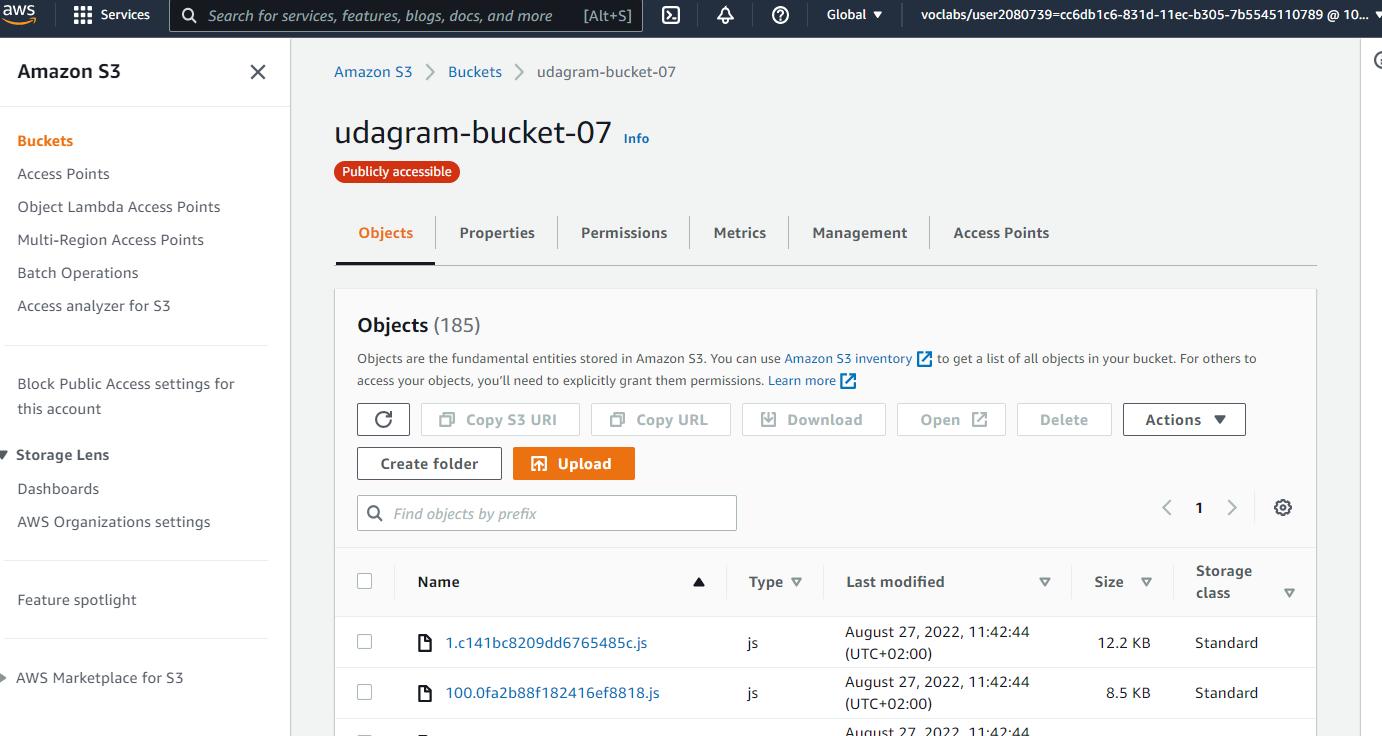 aws
Services
Search for services, features, blogs, docs, and more
[Alt+S]
Global
voclabs/user2080739=cc6db1c6-831d-11ec-b305-7b5545110789 @ 10...
Amazon S3
Buckets
Access Points
Object Lambda Access Points
Multi-Region Access Points
Batch Operations
Access analyzer for S3
Block Public Access settings for
this account
Storage Lens
Dashboards
AWS Organizations settings
Feature spotlight
AWS Marketplace for S3
Amazon S3
Buckets
udagram-bucket-07
udagram-bucket-07
Info
Publicly accessible
Objects
Properties
Permissions
Metrics
Management
Access Points
Objects (185)
Objects are the fundamental entities stored in Amazon S3. You can use Amazon S3 inventory to get a list of all objects in your bucket. For others to
access your objects, you'll need to explicitly grant them permissions. Learn more
Copy S3 URI
Copy URL
Download
Open
Delete
Actions
Create folder
Upload
Find objects by prefix
1
Name
Type
Last modified
Size
Storage
class
1.c141bc8209dd6765485c.js
js
August 27, 2022, 11:42:44
(UTC+02:00)
12.2 KB
Standard
100.0fa2b88f182416ef8818.js
js
August 27, 2022, 11:42:44
(UTC+02:00)
8.5 KB
Standard
August 27, 2022, 11:42:44